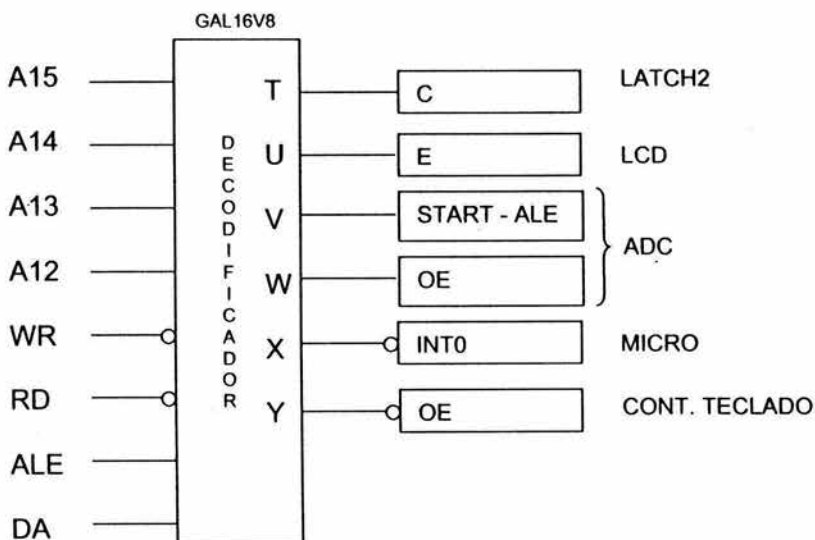 GAL16V8
A15
A14
A13
A12
WR
RD
ALE
DA
DECODIFICADOR
T
U
V
W
X
Y
C
E
START - ALE
OE
INT0
OE
LATCH2
LCD
ADC
MICRO
CONT. TECLADO